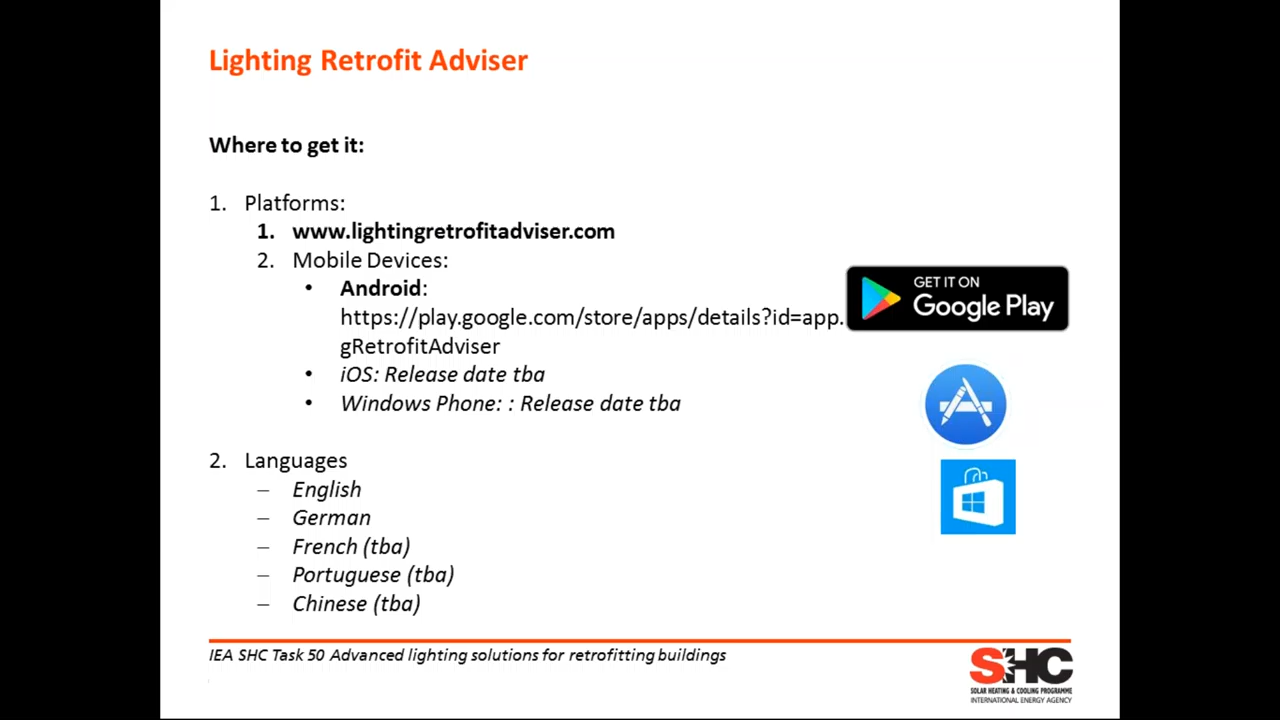 Lighting Retrofit Adviser
Where to get it:
1. Platforms:
1. www.lightingretrofitadviser.com
2. Mobile Devices:
• Android:
https://play.google.com/store/apps/details?id=app.
gRetrofitAdviser
GET IT ON
Google Play
• iOS: Release date tba
• Windows Phone: : Release date tba
2. Languages
– English
– German
– French (tba)
– Portuguese (tba)
– Chinese (tba)
IEA SHC Task 50 Advanced lighting solutions for retrofitting buildings
SHC
SOLAR HEATING & COOLING PROGRAMME
INTERNATIONAL ENERGY AGENCY